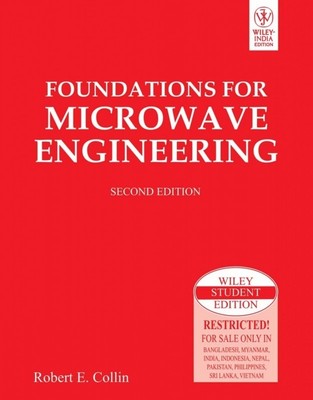 WILEY-
INDIA
EDITION
FOUNDATIONS FOR
MICROWAVE
ENGINEERING
SECOND EDITION
WILEY
STUDENT
EDITION
RESTRICTED!
FOR SALE ONLY IN
BANGLADESH, MYANMAR,
INDIA, INDONESIA, NEPAL,
PAKISTAN, PHILIPPINES,
SRI LANKA, VIETNAM
Robert E. Collin